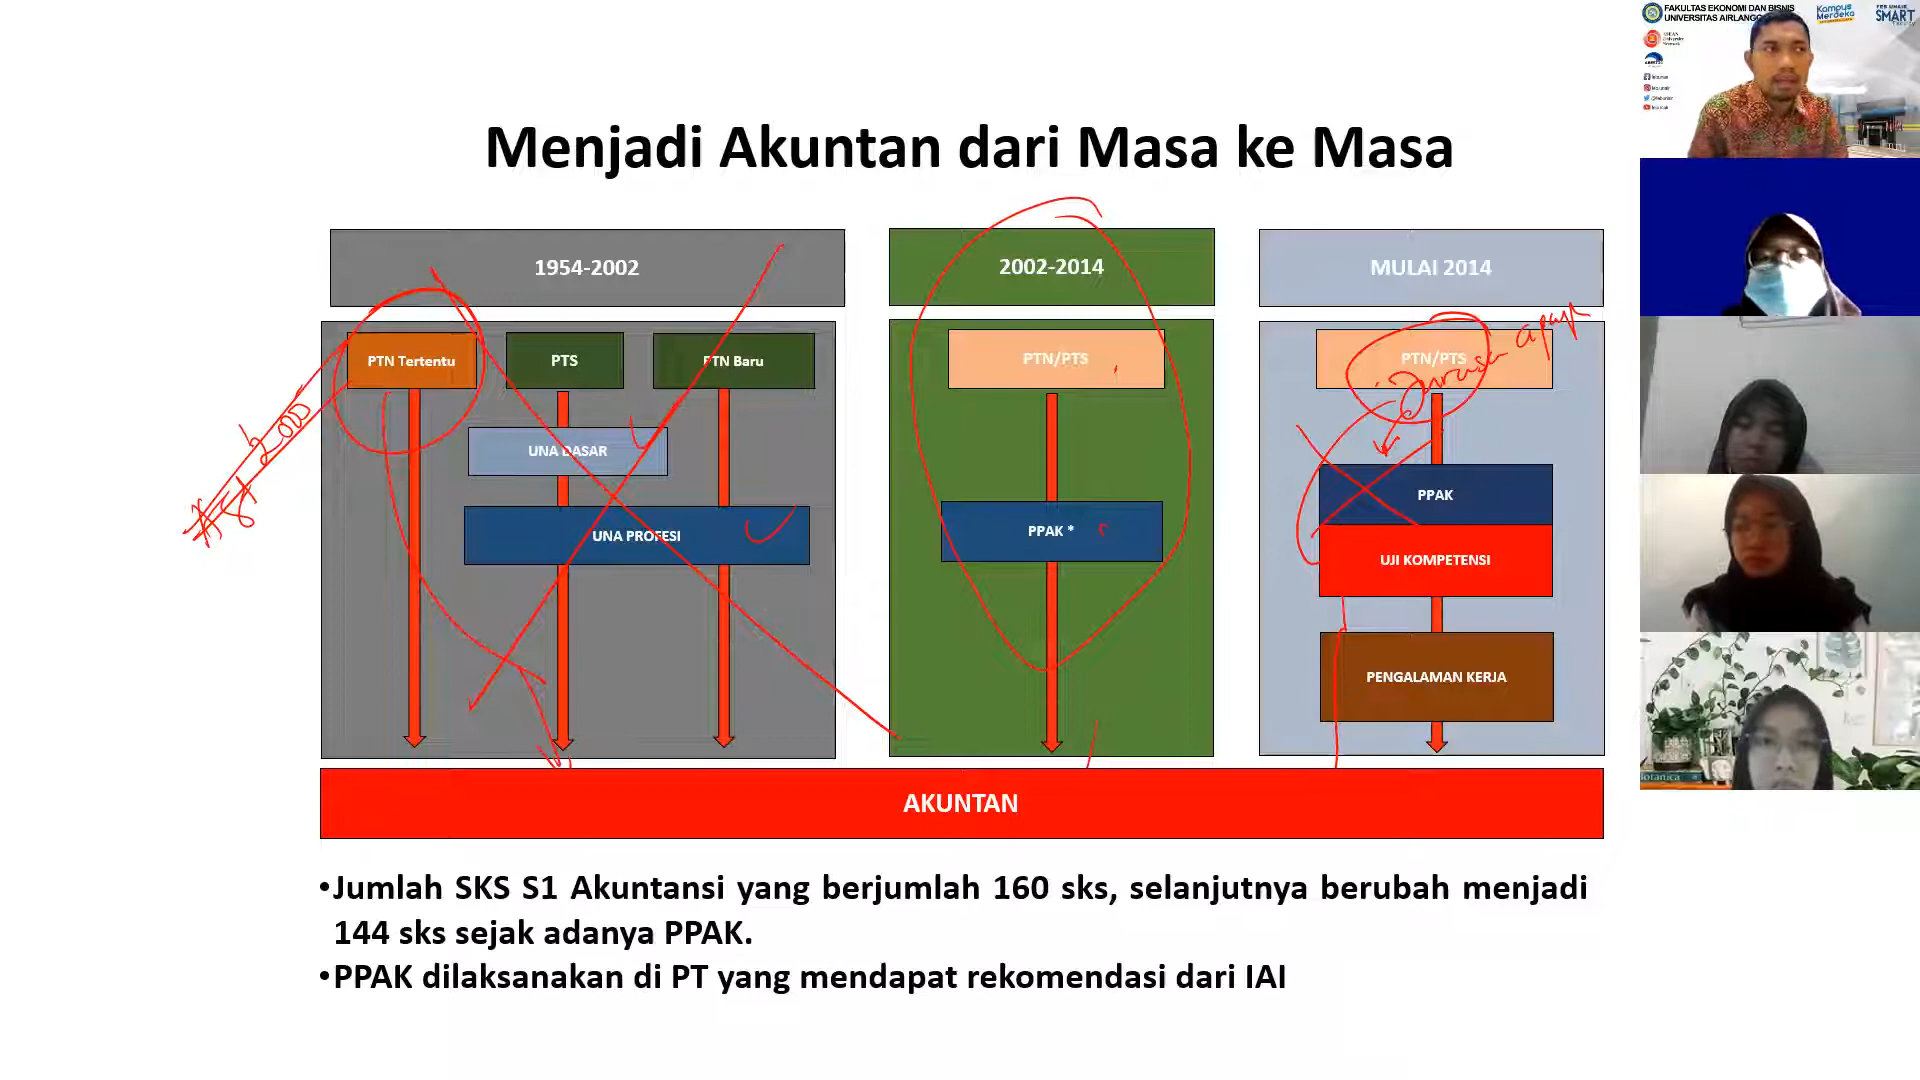 Menjadi Akuntan dari Masa ke Masa
1954-2002
2002-2014
MULAI 2014
PTN Tertentu
PTS
PTN Baru
PTN/PTS
PTN/PTS
UNA DASAR
UNA PROFESI
PPAK *
PPAK
UJI KOMPETENSI
PENGALAMAN KERJA
AKUNTAN
•Jumlah SKS S1 Akuntansi yang berjumlah 160 sks, selanjutnya berubah menjadi
144 sks sejak adanya PPAK.
•PPAK dilaksanakan di PT yang mendapat rekomendasi dari IAI
FAKULTAS EKONOMI DAN BISNIS
UNIVERSITAS AIRLANGG
Kampus
Merdeka
SMART
Botanica